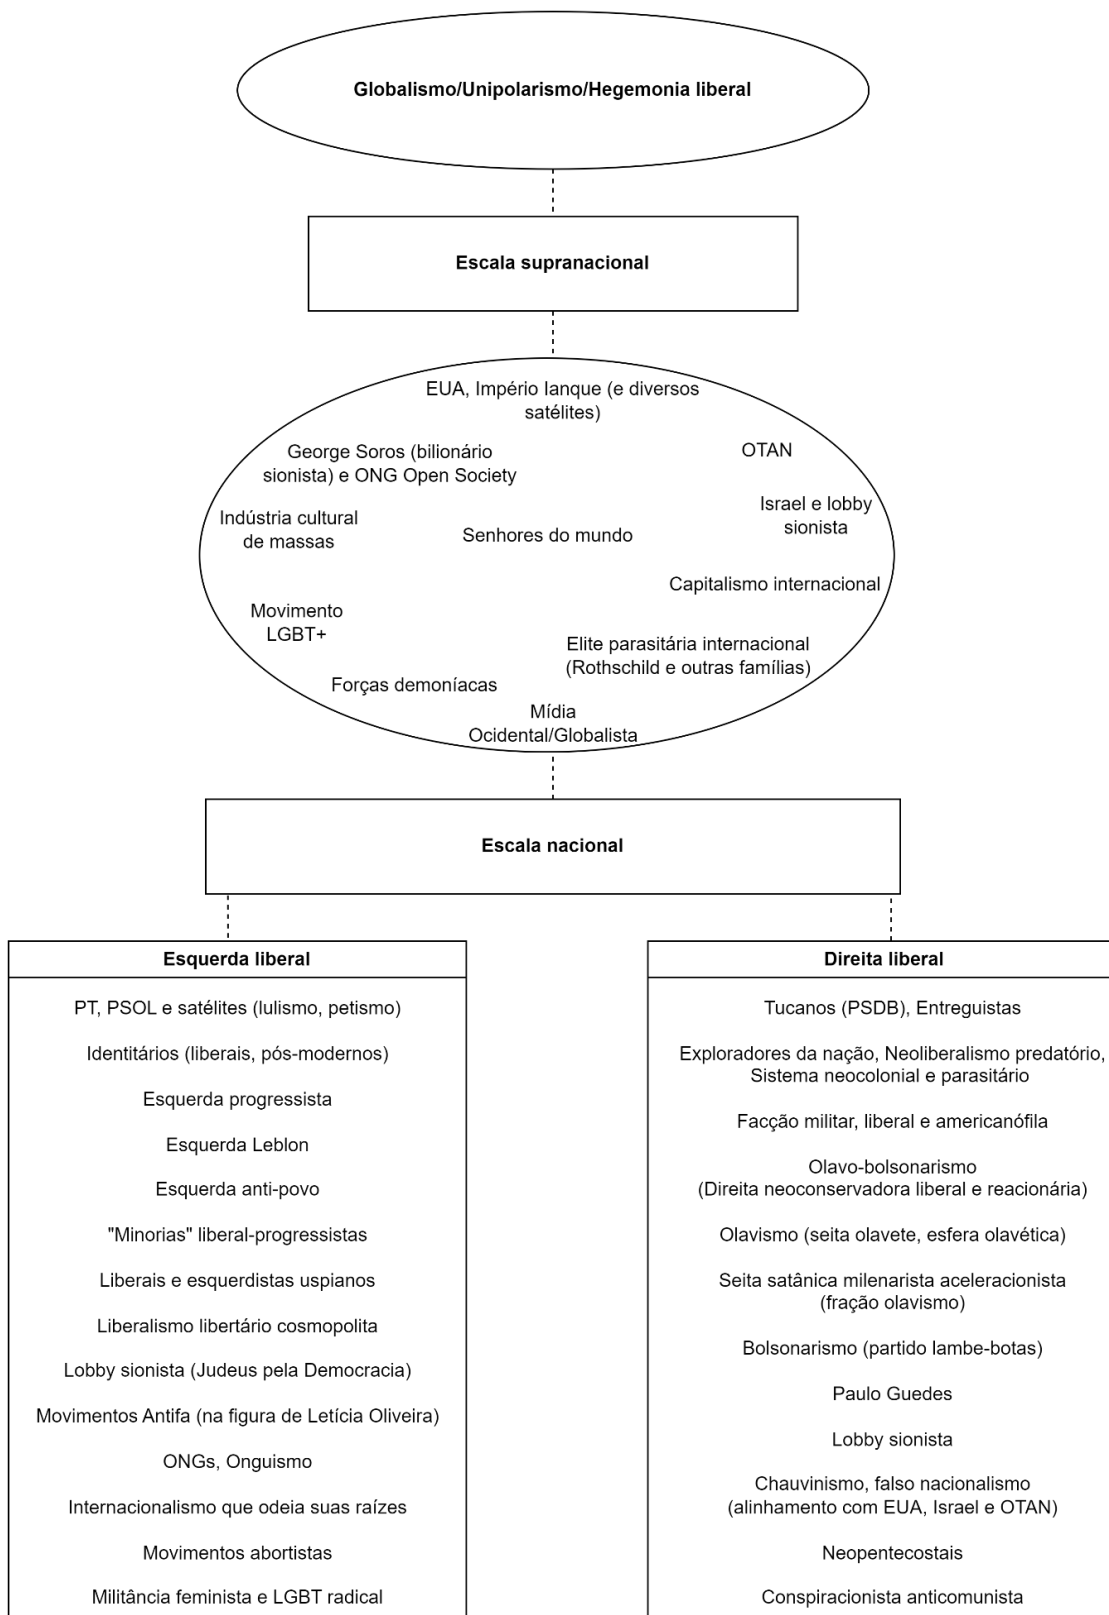 Globalismo/Unipolarismo/Hegemonia liberal
Escala supranacional
EUA, Império Ianque (e diversos
satélites)
George Soros (bilionário
sionista) e ONG Open Society
OTAN
Israel e lobby
sionista
Indústria cultural
de massas
Senhores do mundo
Capitalismo internacional
Movimento
LGBT+
Elite parasitária internacional
(Rothschild e outras famílias)
Forças demoníacas
Mídia
Ocidental/Globalista
Escala nacional
Esquerda liberal
PT, PSOL e satélites (lulismo, petismo)
Identitários (liberais, pós-modernos)
Esquerda progressista
Esquerda Leblon
Esquerda anti-povo
"Minorias" liberal-progressistas
Liberais e esquerdistas uspianos
Liberalismo libertário cosmopolita
Lobby sionista (Judeus pela Democracia)
Movimentos Antifa (na figura de Letícia Oliveira)
ONGs, Onguismo
Internacionalismo que odeia suas raízes
Movimentos abortistas
Militância feminista e LGBT radical
Direita liberal
Tucanos (PSDB), Entreguistas
Exploradores da nação, Neoliberalismo predatório,
Sistema neocolonial e parasitário
Facção militar, liberal e americanófila
Olavo-bolsonarismo
(Direita neoconservadora liberal e reacionária)
Olavismo (seita olavete, esfera olavética)
Seita satânica milenarista aceleracionista
(fração olavismo)
Bolsonarismo (partido lambe-botas)
Paulo Guedes
Lobby sionista
Chauvinismo, falso nacionalismo
(alinhamento com EUA, Israel e OTAN)
Neopentecostais
Conspiracionista anticomunista